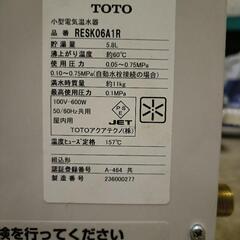 TOTO
小型電気温水器
品番 RESK06A1R
貯湯量 5.8L
沸上がり温度 約60℃
使用圧力 0.05~0.75MPa
0.10~0.75MPa(自動水栓接続の場合)
満水時質量 約11kg
最高使用圧力 0.1MPa
100V-600W
50/60Hz共用
屋内用
PSE
JET
TOTOアクアテクノ(株)
温度ヒューズ定格 157℃
組込形
認証登録番号 A-464 共
製造番号 236000277
検を行ってください